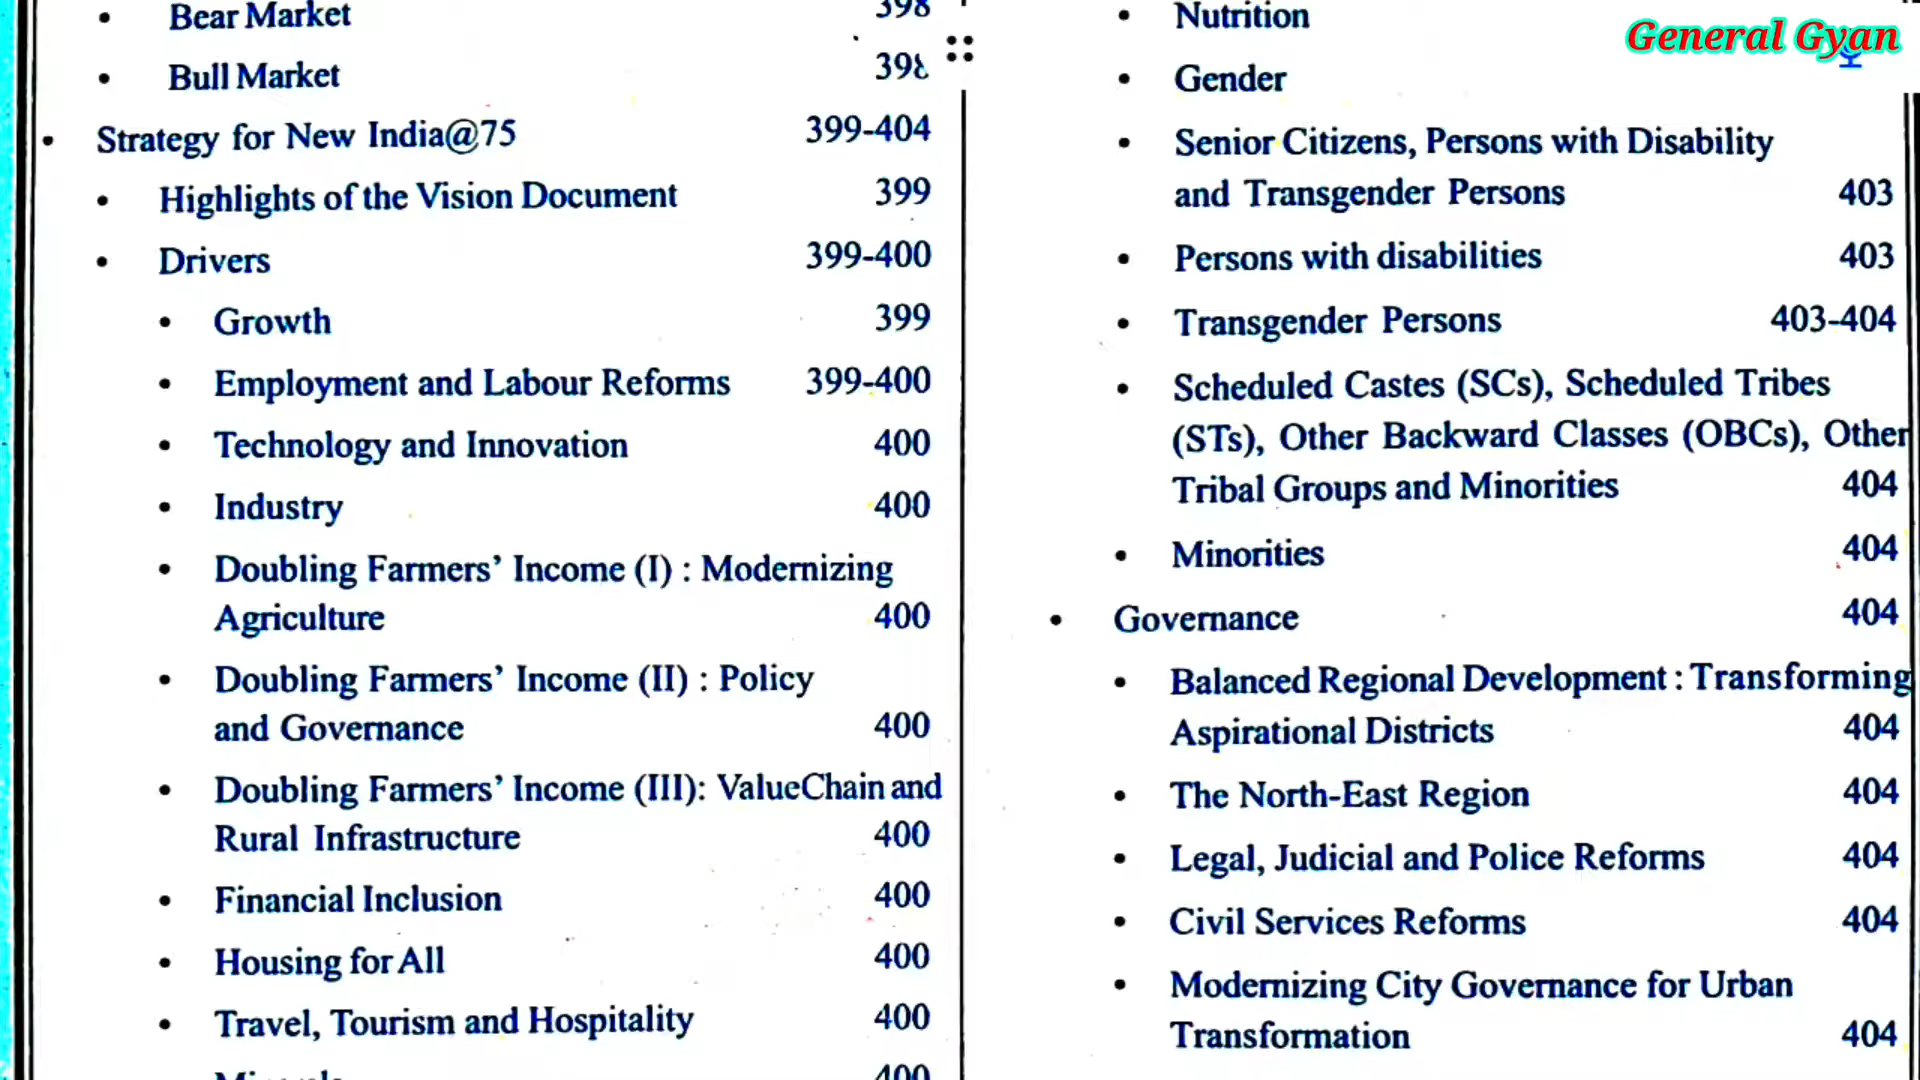 • Bear Market 398
• Bull Market 398
• Strategy for New India@75 399-404
• Highlights of the Vision Document 399
• Drivers 399-400
• Growth 399
• Employment and Labour Reforms 399-400
• Technology and Innovation 400
• Industry 400
• Doubling Farmers' Income (I) : Modernizing
Agriculture 400
• Doubling Farmers' Income (II) : Policy
and Governance 400
• Doubling Farmers' Income (III): ValueChain and
Rural Infrastructure 400
• Financial Inclusion 400
• Housing for All 400
• Travel, Tourism and Hospitality 400
400
• Nutrition
• Gender
• Senior Citizens, Persons with Disability
and Transgender Persons 403
• Persons with disabilities 403
• Transgender Persons 403-404
• Scheduled Castes (SCs), Scheduled Tribes
(STs), Other Backward Classes (OBCs), Other
Tribal Groups and Minorities 404
• Minorities 404
• Governance 404
• Balanced Regional Development : Transforming
Aspirational Districts 404
• The North-East Region 404
• Legal, Judicial and Police Reforms 404
• Civil Services Reforms 404
• Modernizing City Governance for Urban
Transformation 404
General Gyan